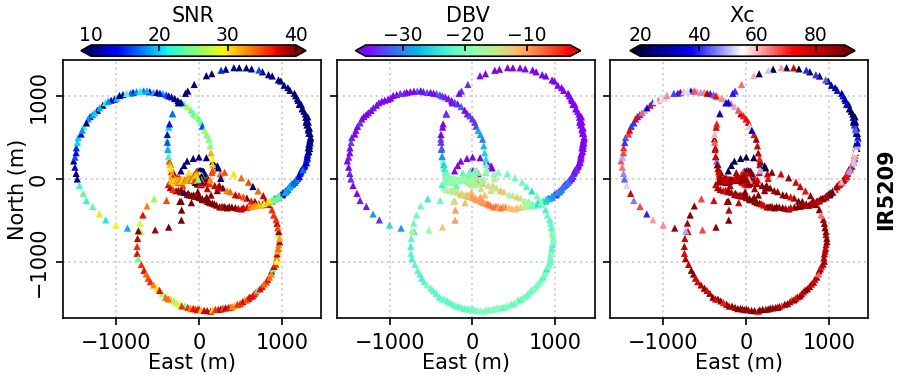 SNR DBV Xc
10 20 30 40 −30 −20 −10 20 40 60 80
1000
0
−1000
North (m)
−1000 0 1000 −1000 0 1000 −1000 0 1000
East (m) East (m) East (m)
IR5209